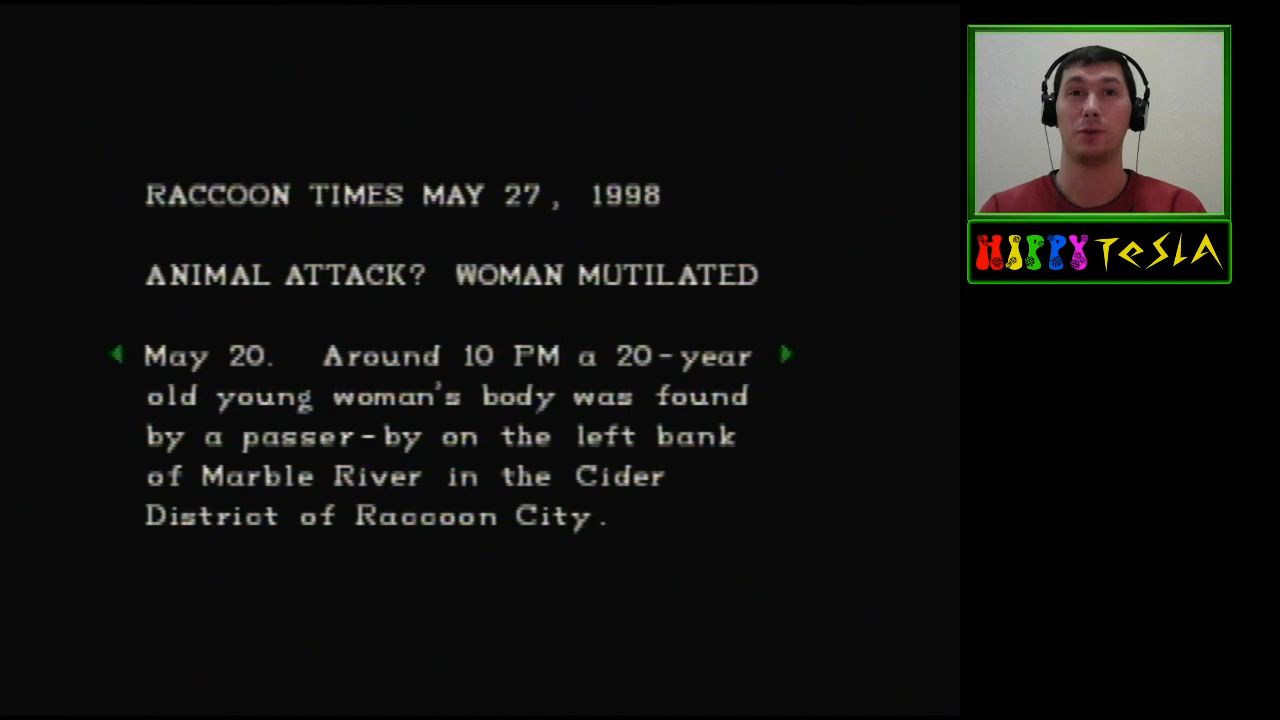 RACCOON TIMES MAY 27, 1998
ANIMAL ATTACK? WOMAN MUTILATED
May 20. Around 10 PM a 20-year
old young woman's body was found
by a passer-by on the left bank
of Marble River in the Cider
District of Raccoon City.
HIPPY TeSLA